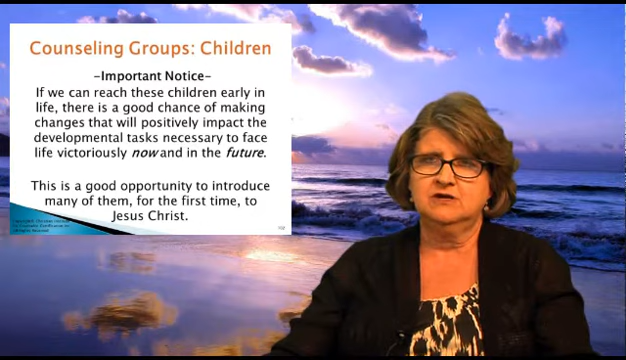 Counseling Groups: Children
–Important Notice–
If we can reach these children early in
life, there is a good chance of making
changes that will positively impact the
developmental tasks necessary to face
life victoriously now and in the future.
This is a good opportunity to introduce
many of them, for the first time, to
Jesus Christ.